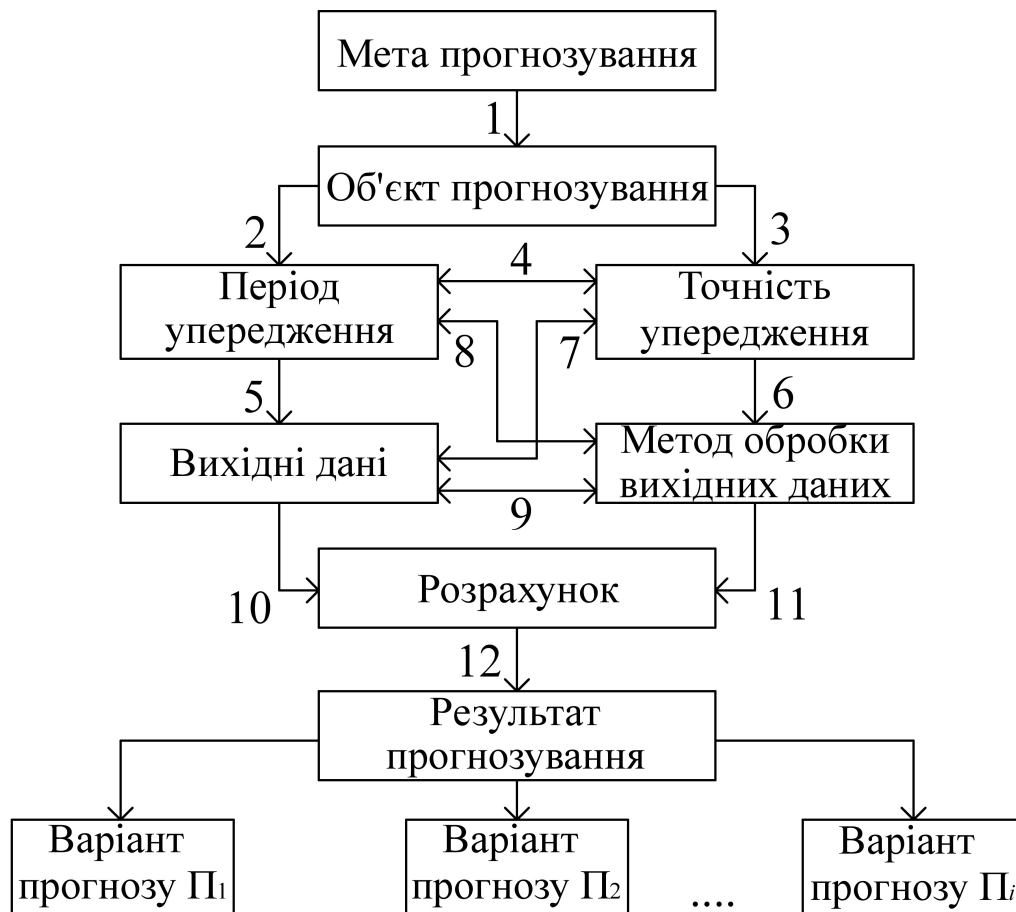 Мета прогнозування
1
Об'єкт прогнозування
2
3
4
Період
упередження
Точність
упередження
8
7
5
6
Вихідні дані
Метод обробки
вихідних даних
9
Розрахунок
10
11
12
Результат
прогнозування
Варіант
прогнозу П1
Варіант
прогнозу П2
....
Варіант
прогнозу Пi